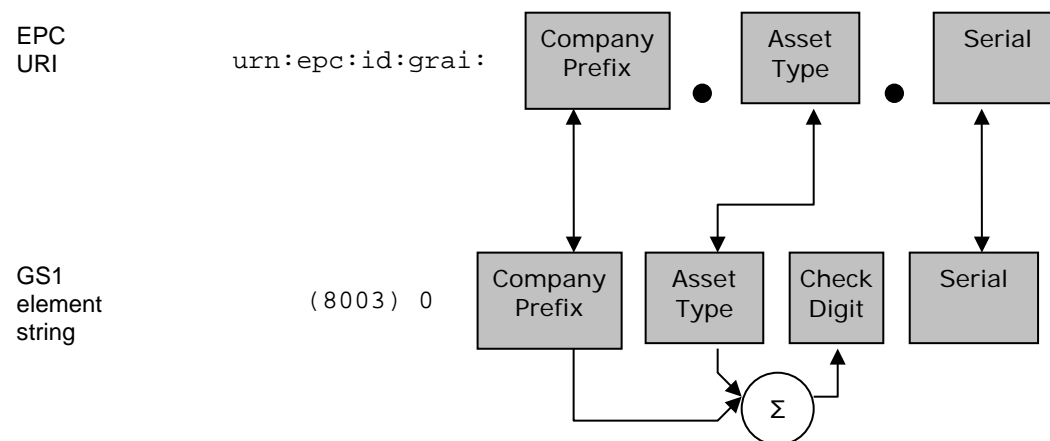 EPC
URI
urn:epc:id:grai:
Company
Prefix
Asset
Type
Serial
GS1
element
string
(8003) 0
Company
Prefix
Asset
Type
Check
Digit
Serial
Σ